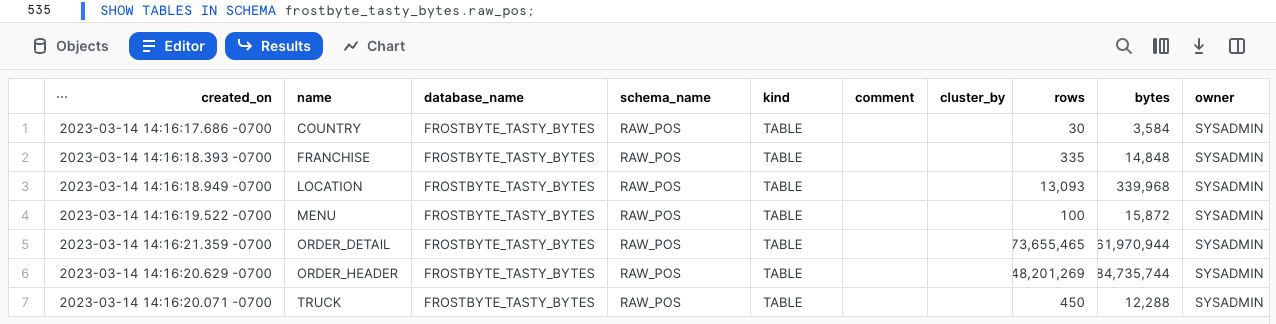 535 SHOW TABLES IN SCHEMA frostbyte_tasty_bytes.raw_pos;
Objects Editor Results Chart
... created_on name database_name schema_name kind comment cluster_by rows bytes owner
1 2023-03-14 14:16:17.686 -0700 COUNTRY FROSTBYTE_TASTY_BYTES RAW_POS TABLE 30 3,584 SYSADMIN
2 2023-03-14 14:16:18.393 -0700 FRANCHISE FROSTBYTE_TASTY_BYTES RAW_POS TABLE 335 14,848 SYSADMIN
3 2023-03-14 14:16:18.949 -0700 LOCATION FROSTBYTE_TASTY_BYTES RAW_POS TABLE 13,093 339,968 SYSADMIN
4 2023-03-14 14:16:19.522 -0700 MENU FROSTBYTE_TASTY_BYTES RAW_POS TABLE 100 15,872 SYSADMIN
5 2023-03-14 14:16:21.359 -0700 ORDER_DETAIL FROSTBYTE_TASTY_BYTES RAW_POS TABLE 73,655,465 61,970,944 SYSADMIN
6 2023-03-14 14:16:20.629 -0700 ORDER_HEADER FROSTBYTE_TASTY_BYTES RAW_POS TABLE 48,201,269 84,735,744 SYSADMIN
7 2023-03-14 14:16:20.071 -0700 TRUCK FROSTBYTE_TASTY_BYTES RAW_POS TABLE 450 12,288 SYSADMIN